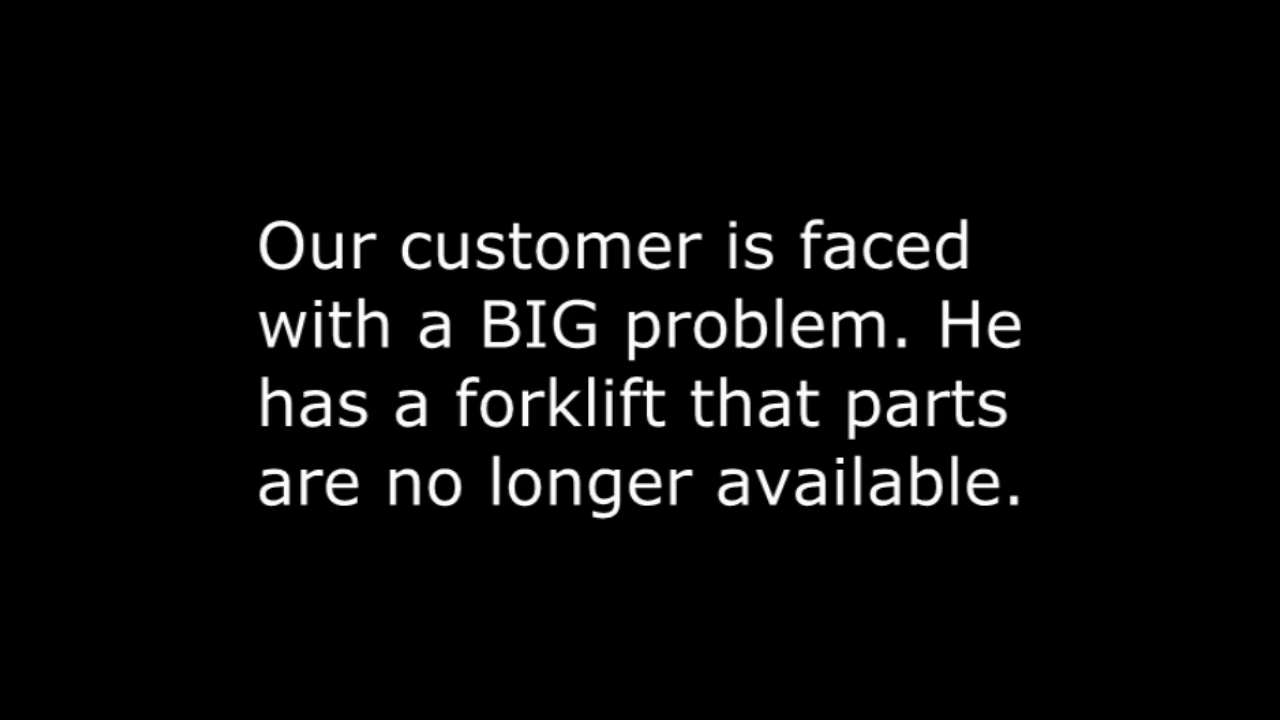 Our customer is faced
with a BIG problem. He
has a forklift that parts
are no longer available.